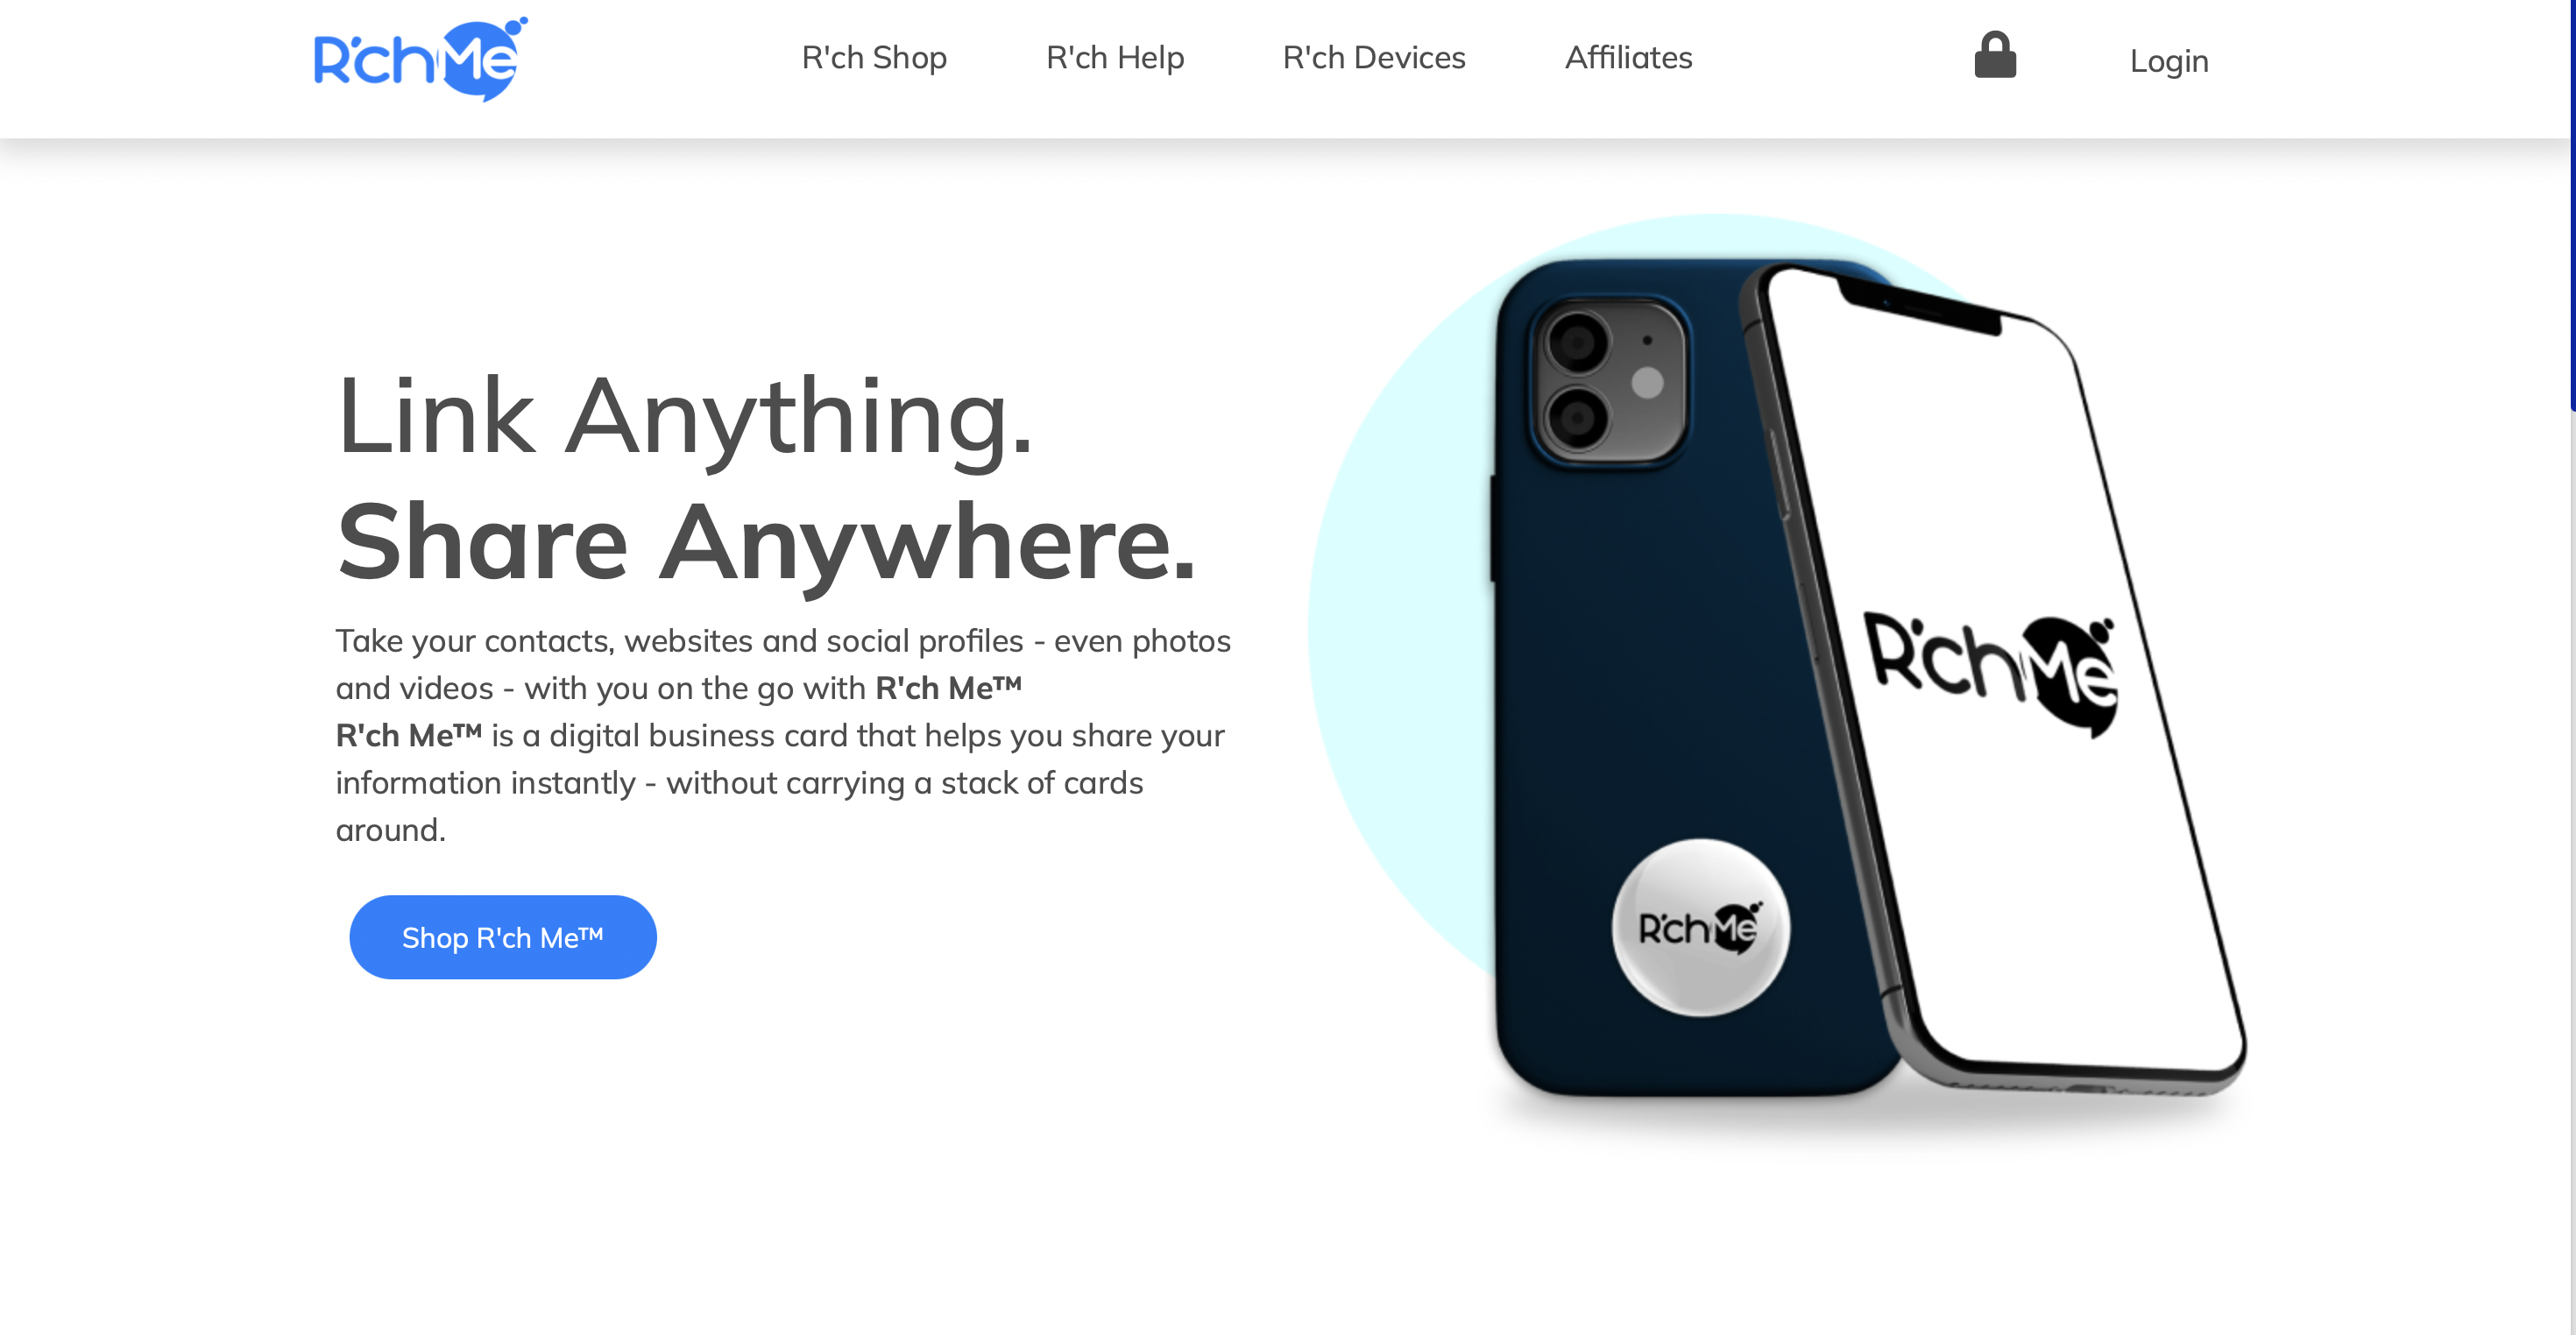 R'chMe
R'ch Shop
R'ch Help
R'ch Devices
Affiliates
Login
Link Anything.
Share Anywhere.
Take your contacts, websites and social profiles - even photos
and videos - with you on the go with R'ch Me™
R'ch Me™ is a digital business card that helps you share your
information instantly - without carrying a stack of cards
around.
Shop R'ch Me™
R'chMe
R'chMe